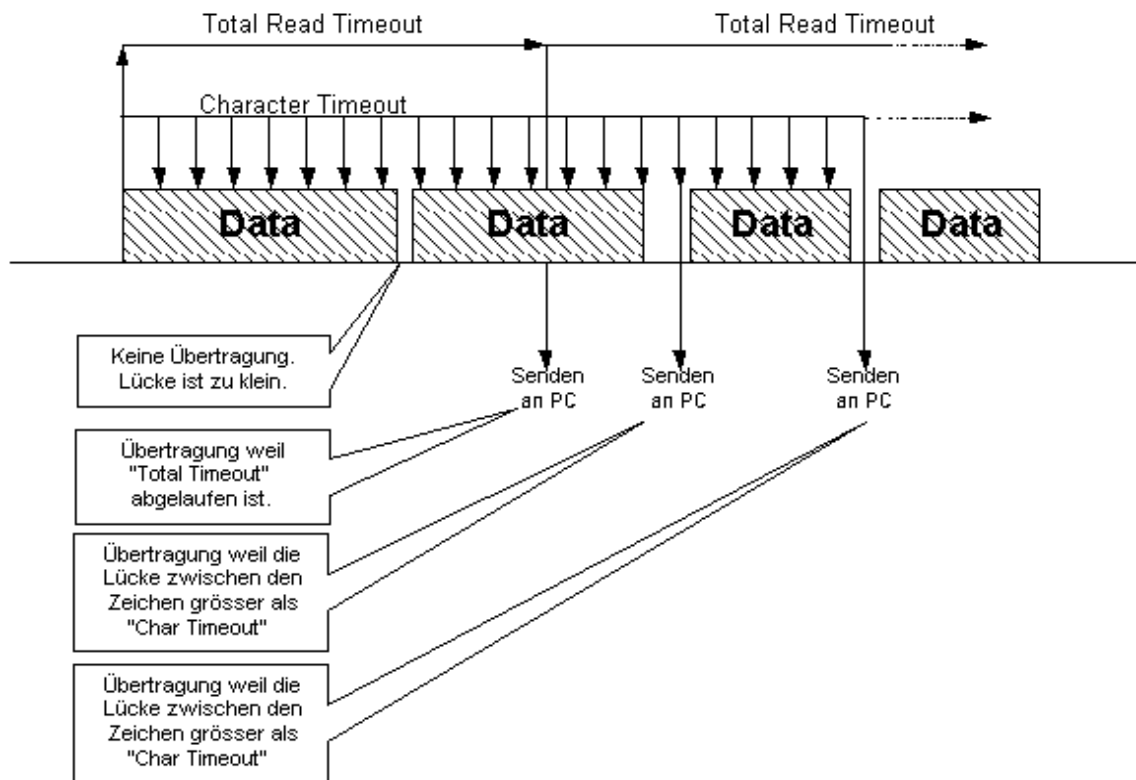 Total Read Timeout
Total Read Timeout
Character Timeout
Data
Data
Data
Data
Keine Übertragung.
Lücke ist zu klein.
Senden
an PC
Senden
an PC
Senden
an PC
Übertragung weil
"Total Timeout"
abgelaufen ist.
Übertragung weil die
Lücke zwischen den
Zeichen grösser als
"Char Timeout"
Übertragung weil die
Lücke zwischen den
Zeichen grösser als
"Char Timeout"